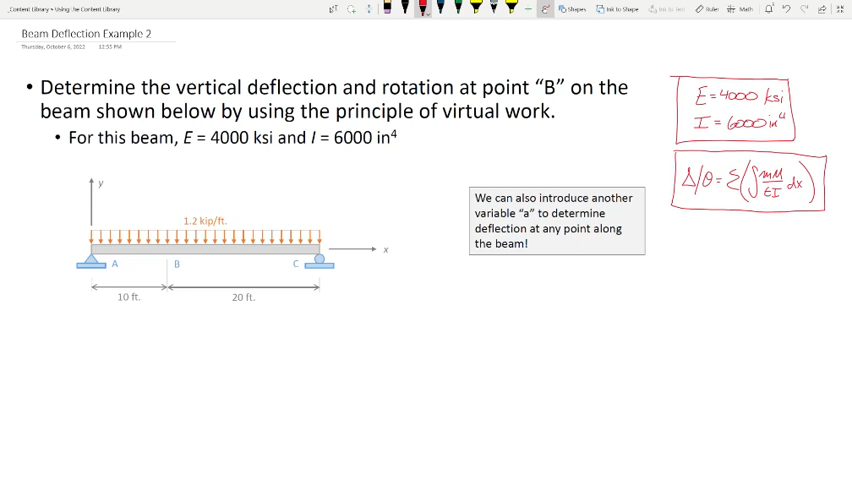 _Content Library > Using the Content Library
Shapes
Ink to Shape
Ink to Text
Ruler
Math
Beam Deflection Example 2
Thursday, October 6, 2022 12:55 PM
• Determine the vertical deflection and rotation at point “B” on the
beam shown below by using the principle of virtual work.
• For this beam, E = 4000 ksi and I = 6000 in⁴
E = 4000 ksi
I = 6000 in⁴
Δ/θ = Σ(∫ mM/EI dx)
We can also introduce another
variable “a” to determine
deflection at any point along
the beam!
y
1.2 kip/ft.
x
A B C
10 ft. 20 ft.